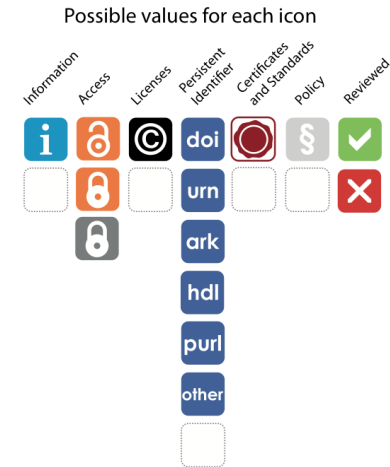 Possible values for each icon
Information
Access
Licenses
Persistent
Identifier
Certificates
and Standards
Policy
Reviewed
i
©
doi
§
urn
ark
hdl
purl
other